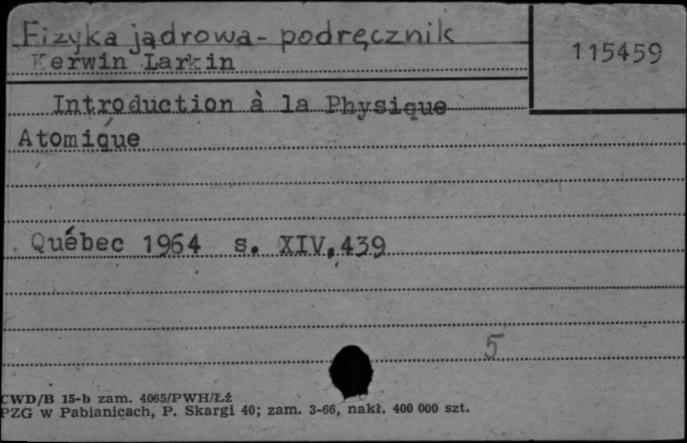 Fizyka jądrowa - podręcznik
115459
Kerwin Larkin
Introduction à la Physique
Atomique
Québec 1964 s. XIV,439
5
CWD/B 15-b zam. 4065/PWH/Łź
PZG w Pabianicach, P. Skargi 40; zam. 3-66, nakł. 400 000 szt.